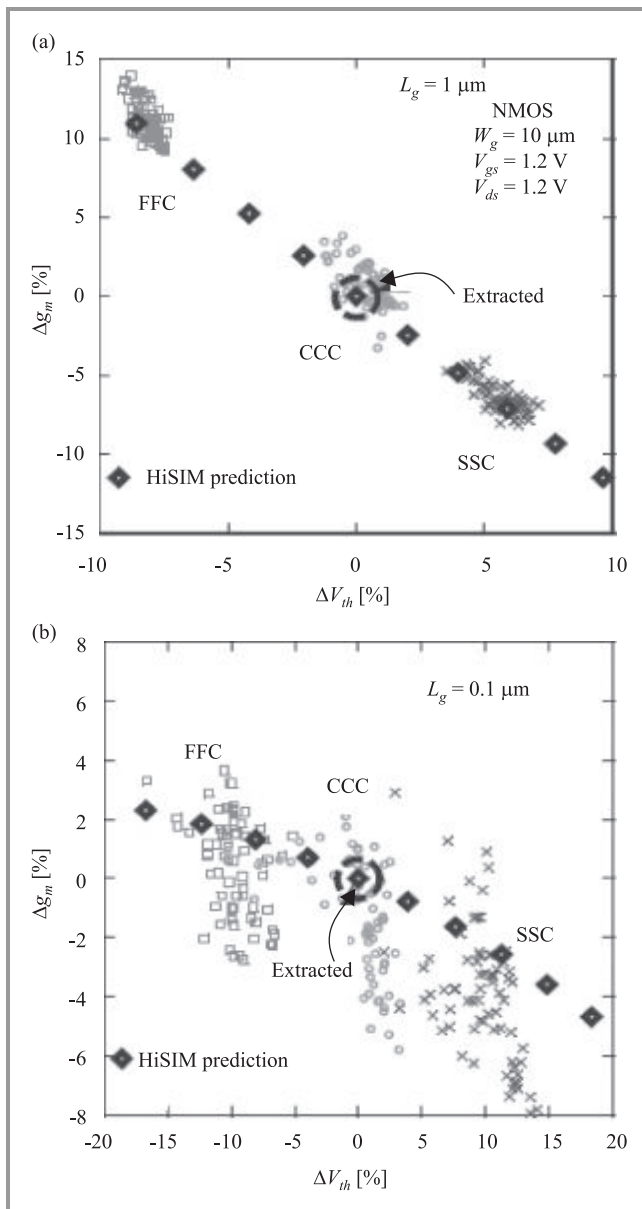 (a)
15
10
5
0
-5
-10
-15
Δg_m [%]
L_g = 1 μm
NMOS
W_g = 10 μm
V_gs = 1.2 V
V_ds = 1.2 V
FFC
Extracted
CCC
SSC
HiSIM prediction
-10 -5 0 5 10
ΔV_th [%]
(b)
8
6
4
2
0
-2
-4
-6
-8
Δg_m [%]
L_g = 0.1 μm
FFC
CCC
SSC
Extracted
HiSIM prediction
-20 -15 -10 -5 0 5 10 15 20
ΔV_th [%]